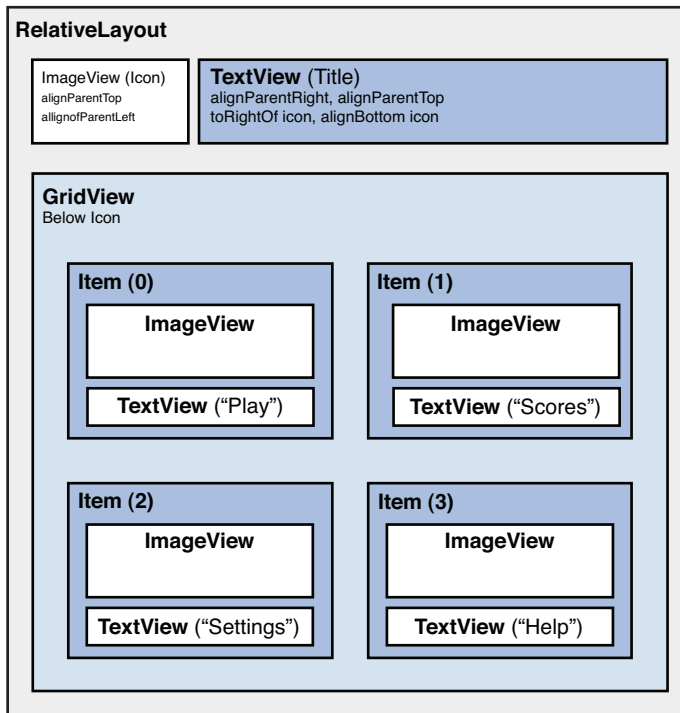 RelativeLayout
ImageView (Icon)
alignParentTop
allignofParentLeft
TextView (Title)
alignParentRight, alignParentTop
toRightOf icon, alignBottom icon
GridView
Below Icon
Item (0)
ImageView
TextView (“Play”)
Item (1)
ImageView
TextView (“Scores”)
Item (2)
ImageView
TextView (“Settings”)
Item (3)
ImageView
TextView (“Help”)